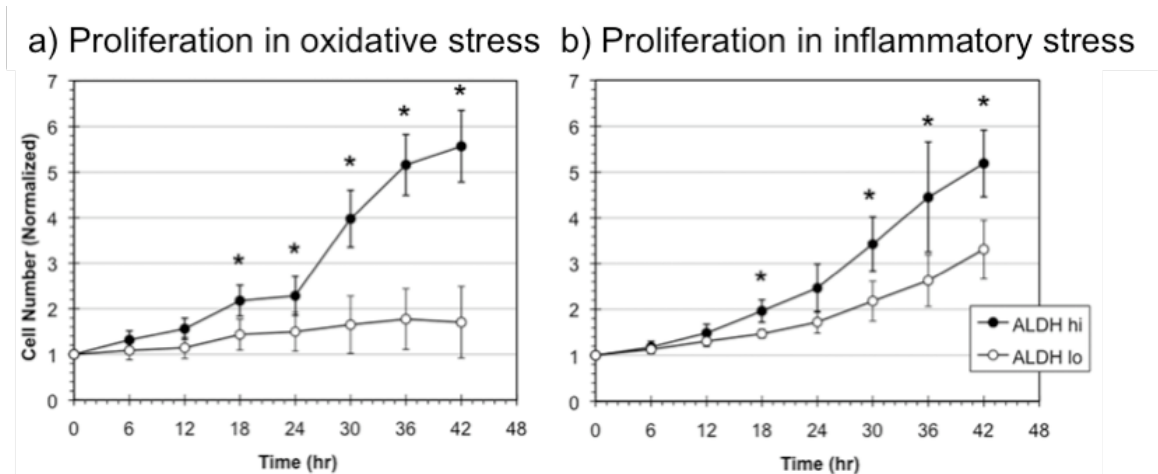 a) Proliferation in oxidative stress
b) Proliferation in inflammatory stress
Cell Number (Normalized)
7
6
5
4
3
2
1
0
* * * * *
0 6 12 18 24 30 36 42 48
Time (hr)
7
6
5
4
3
2
1
0
* * * *
0 6 12 18 24 30 36 42 48
Time (hr)
ALDH hi
ALDH lo